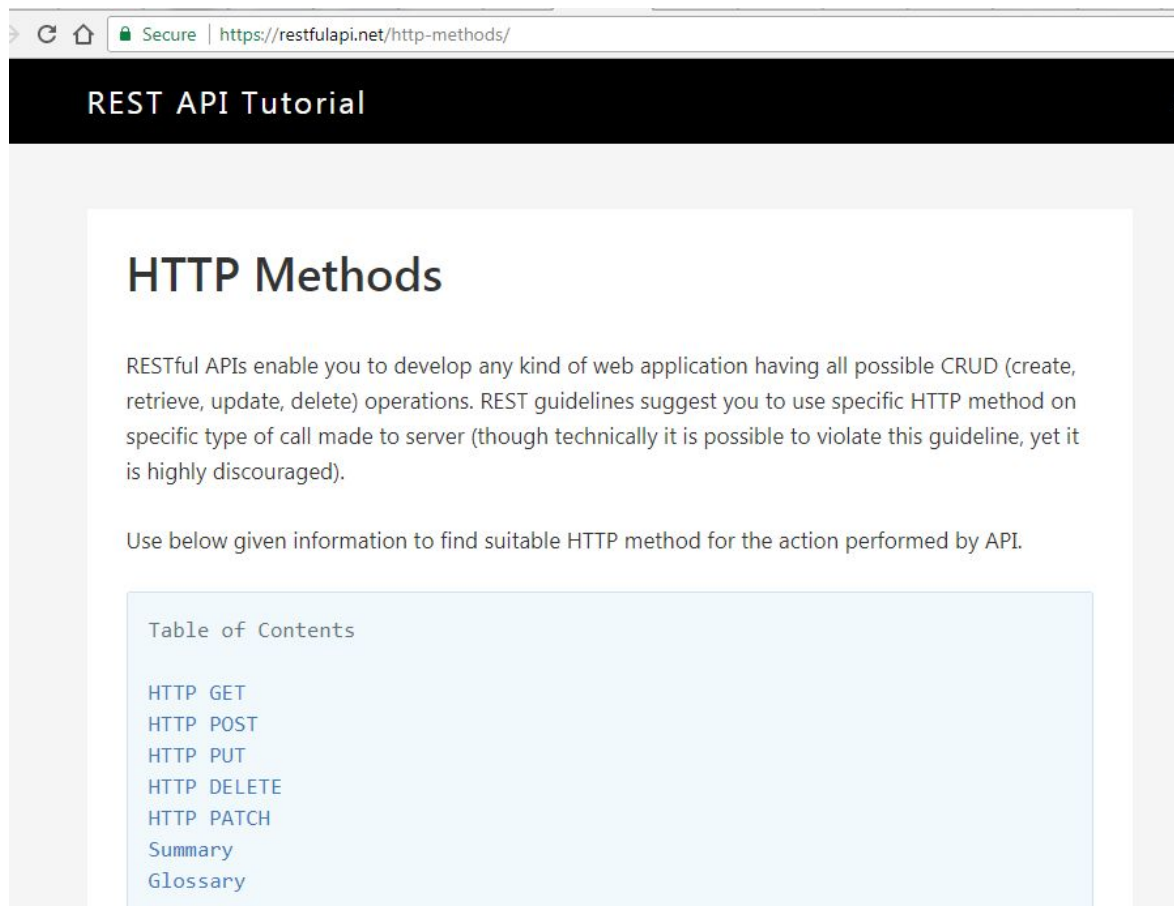 Secure | https://restfulapi.net/http-methods/
REST API Tutorial
HTTP Methods
RESTful APIs enable you to develop any kind of web application having all possible CRUD (create,
retrieve, update, delete) operations. REST guidelines suggest you to use specific HTTP method on
specific type of call made to server (though technically it is possible to violate this guideline, yet it
is highly discouraged).
Use below given information to find suitable HTTP method for the action performed by API.
Table of Contents
HTTP GET
HTTP POST
HTTP PUT
HTTP DELETE
HTTP PATCH
Summary
Glossary